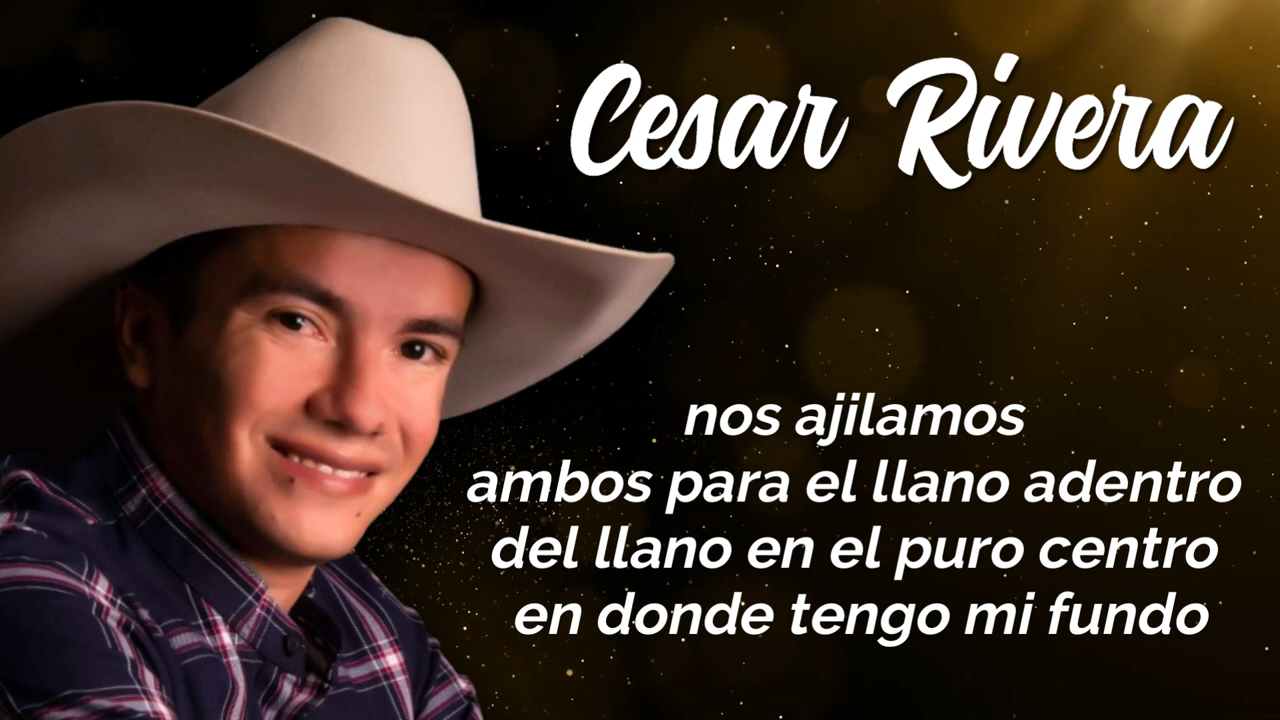 Cesar Rivera
nos ajilamos
ambos para el llano adentro
del llano en el puro centro
en donde tengo mi fundo